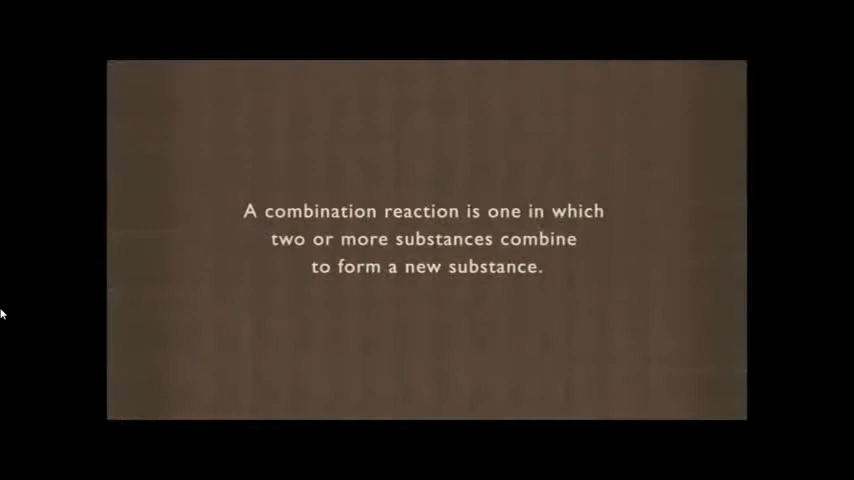 A combination reaction is one in which
two or more substances combine
to form a new substance.